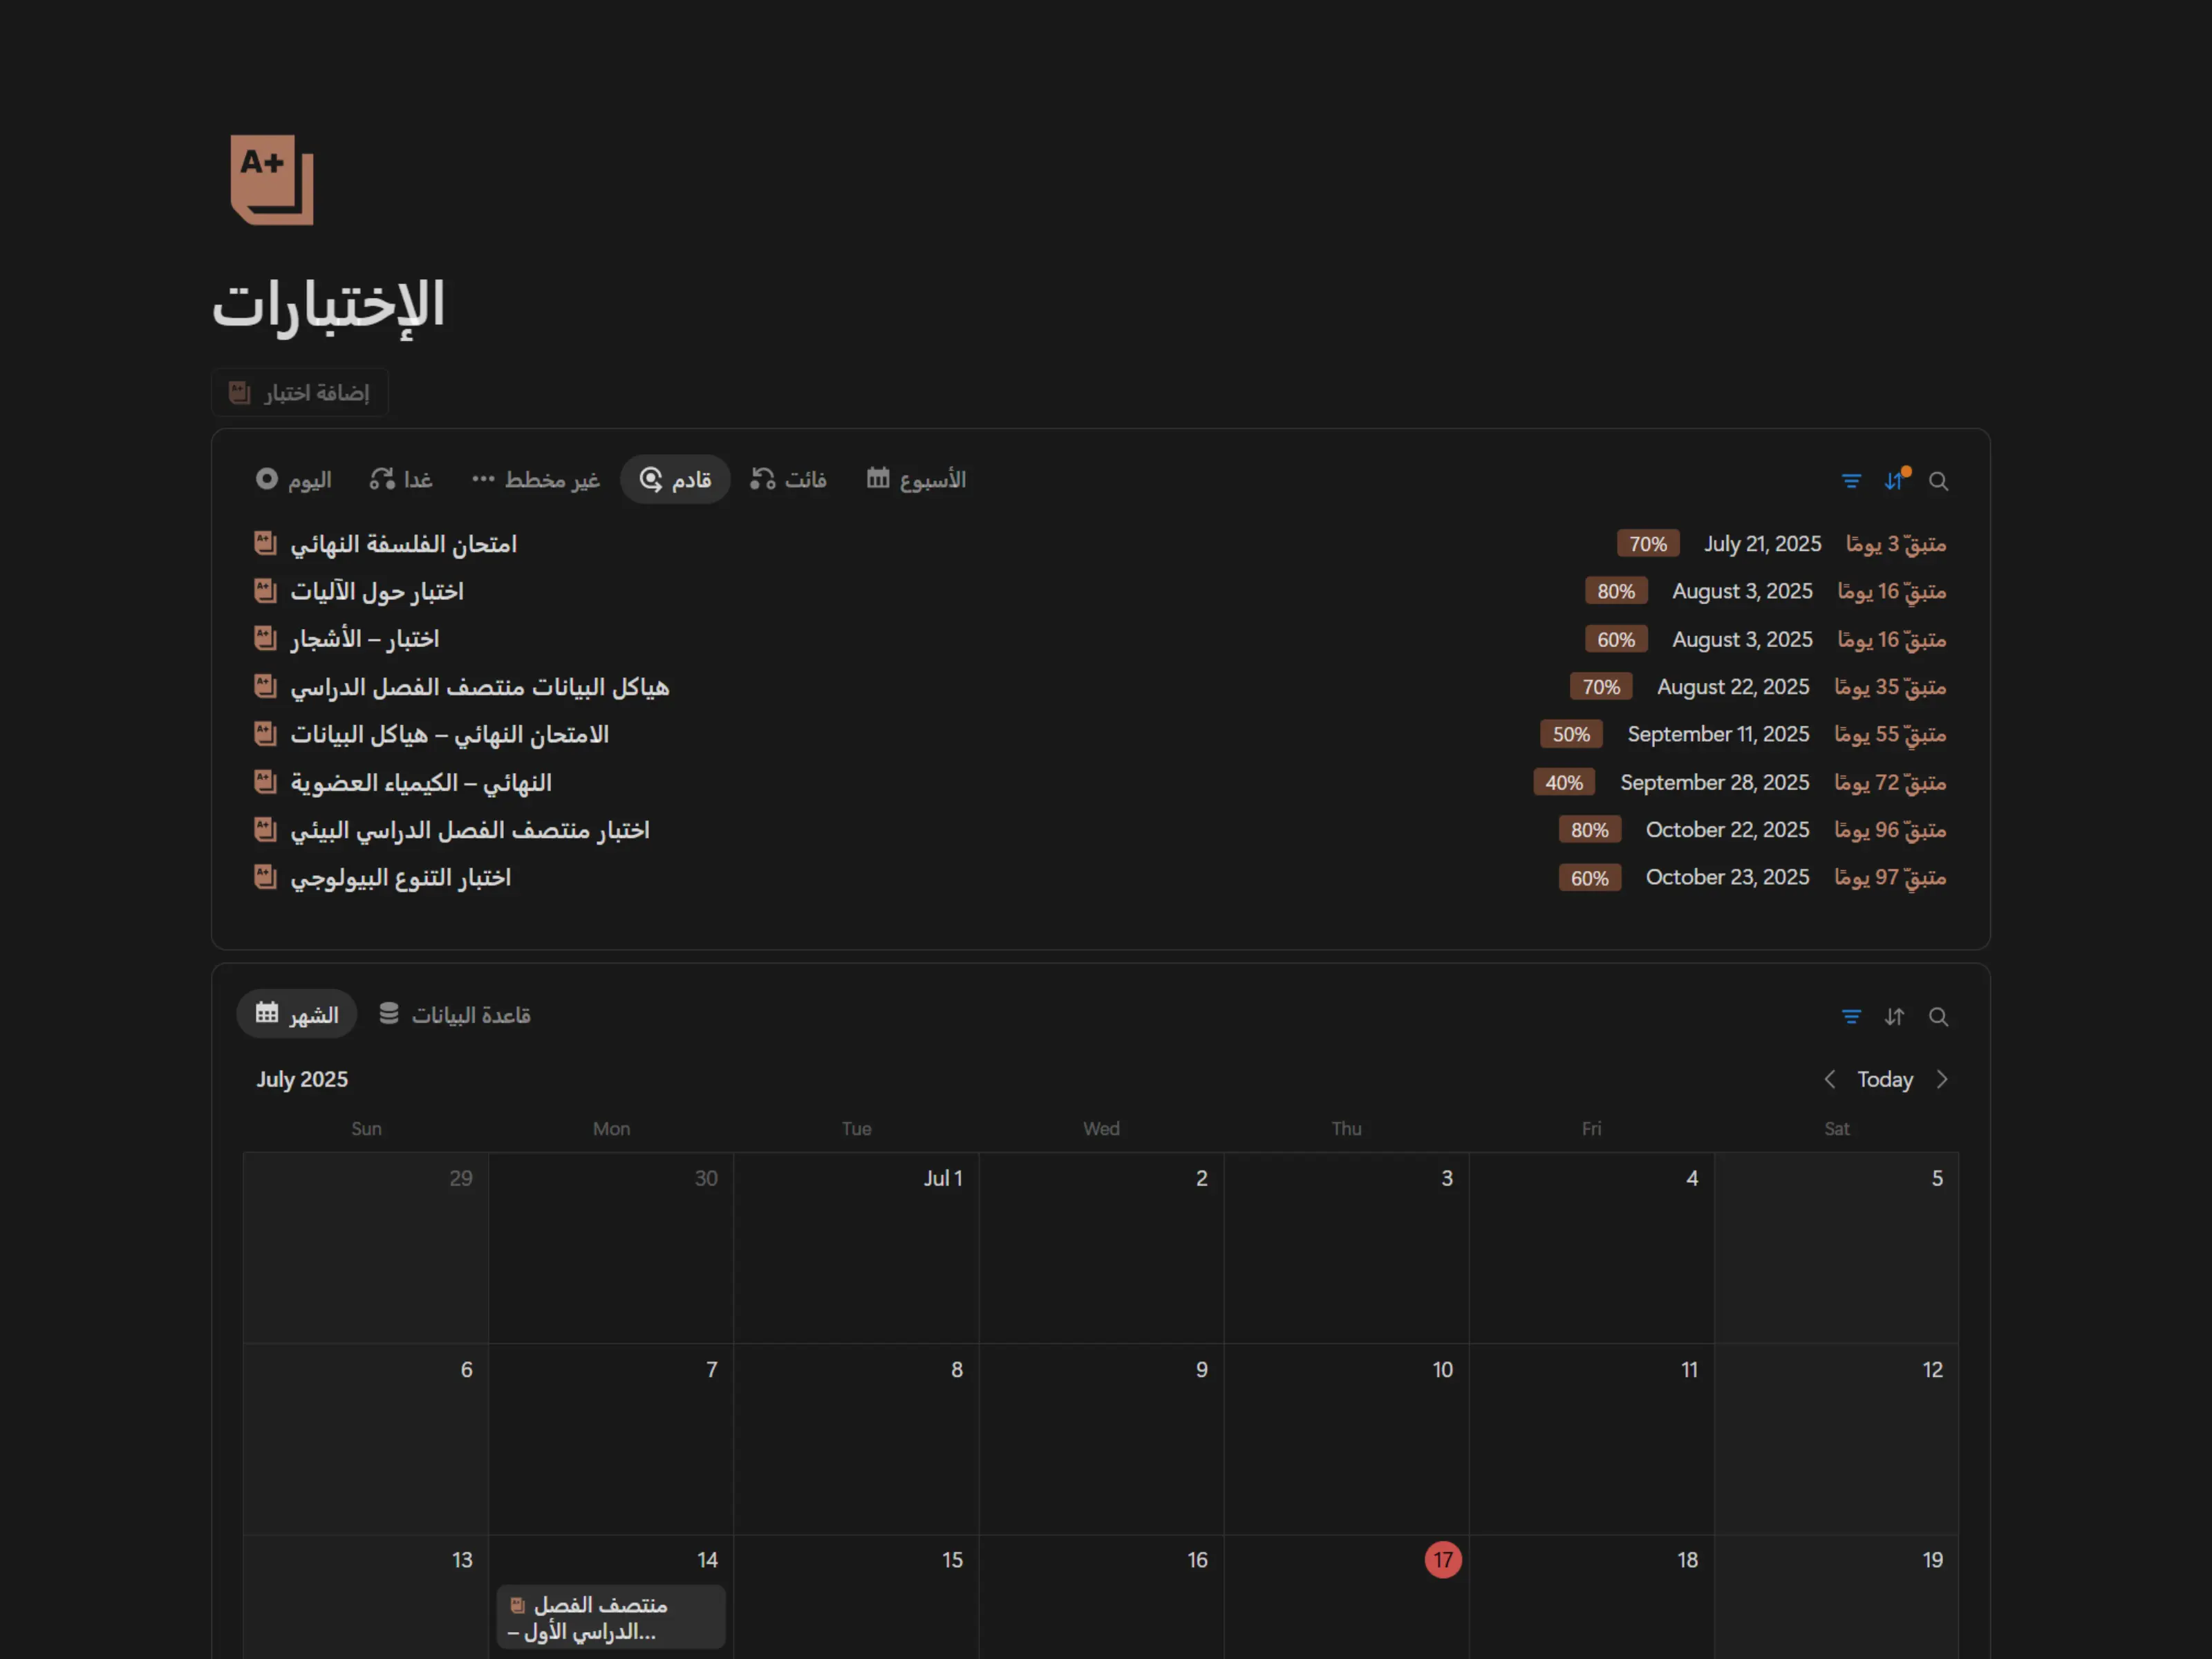 A+
الإختبارات
إضافة اختبار
اليوم غدا غير مخطط قادم فائت الأسبوع
امتحان الفلسفة النهائي 70% July 21, 2025 متبقّ 3 يومًا
اختبار حول الآليات 80% August 3, 2025 متبقٍّ 16 يومًا
اختبار – الأشجار 60% August 3, 2025 متبقٍّ 16 يومًا
هياكل البيانات منتصف الفصل الدراسي 70% August 22, 2025 متبقٍّ 35 يومًا
الامتحان النهائي – هياكل البيانات 50% September 11, 2025 متبقٍّ 55 يومًا
النهائي – الكيمياء العضوية 40% September 28, 2025 متبقٍّ 72 يومًا
اختبار منتصف الفصل الدراسي البيئي 80% October 22, 2025 متبقٍّ 96 يومًا
اختبار التنوع البيولوجي 60% October 23, 2025 متبقٍّ 97 يومًا
الشهر قاعدة البيانات
July 2025 Today
Sun Mon Tue Wed Thu Fri Sat
29 30 Jul 1 2 3 4 5
6 7 8 9 10 11 12
13 14 15 16 17 18 19
منتصف الفصل
الدراسي الأول – ...